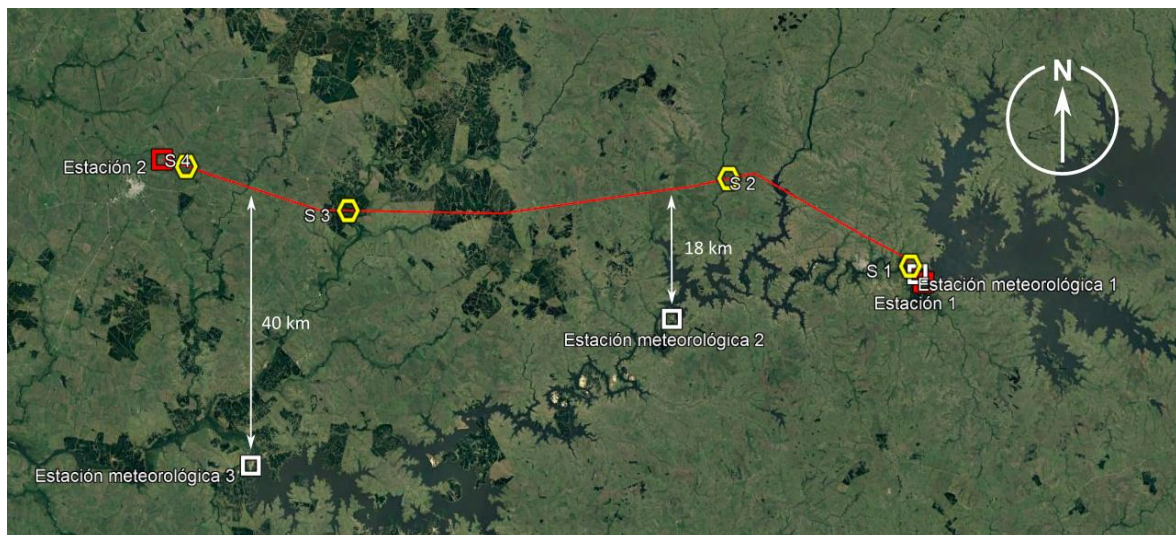 N
Estación 2
S 4
S 2
S 3
18 km
S 1
Estación meteorológica 1
Estación 1
40 km
Estación meteorológica 2
Estación meteorológica 3